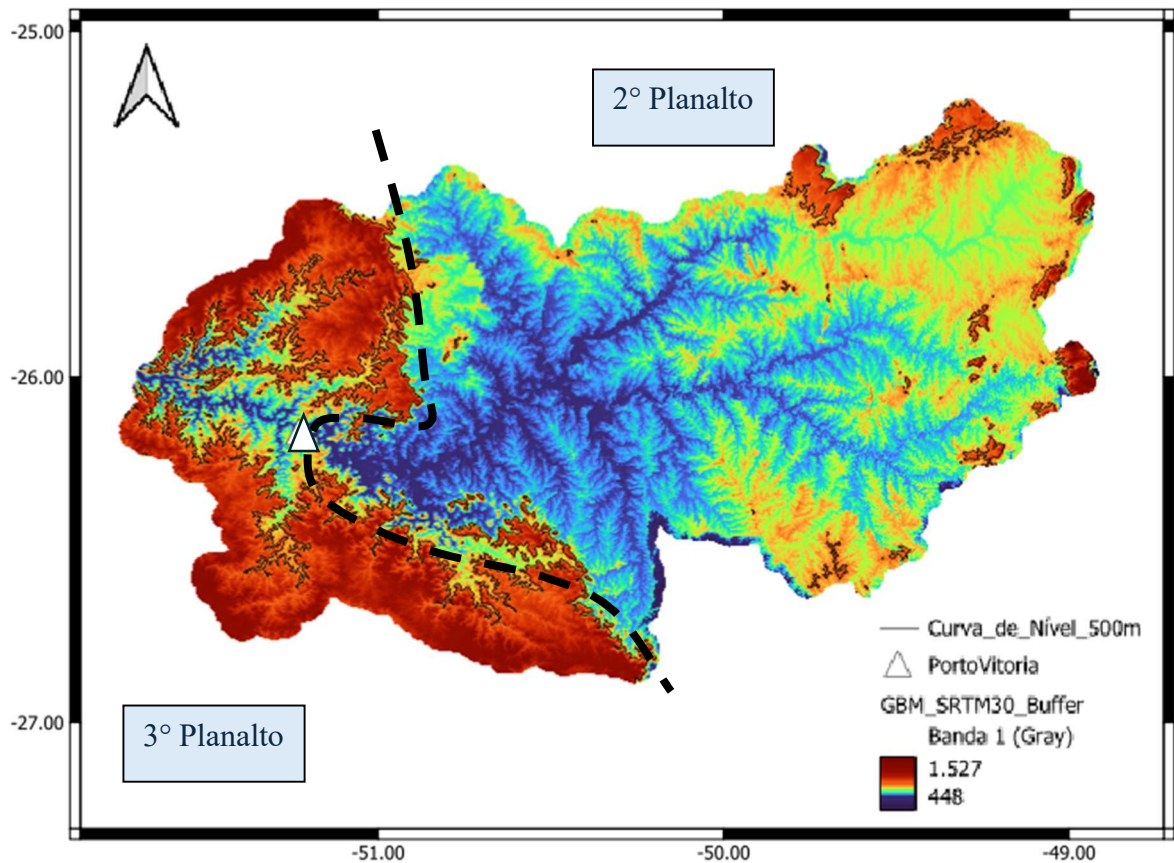 -25.00
2° Planalto
-26.00
Curva_de_Nível_500m
PortoVitoria
GBM_SRTM30_Buffer
-27.00
3° Planalto
Banda 1 (Gray)
1.527
448
-51.00
-50.00
-49.00